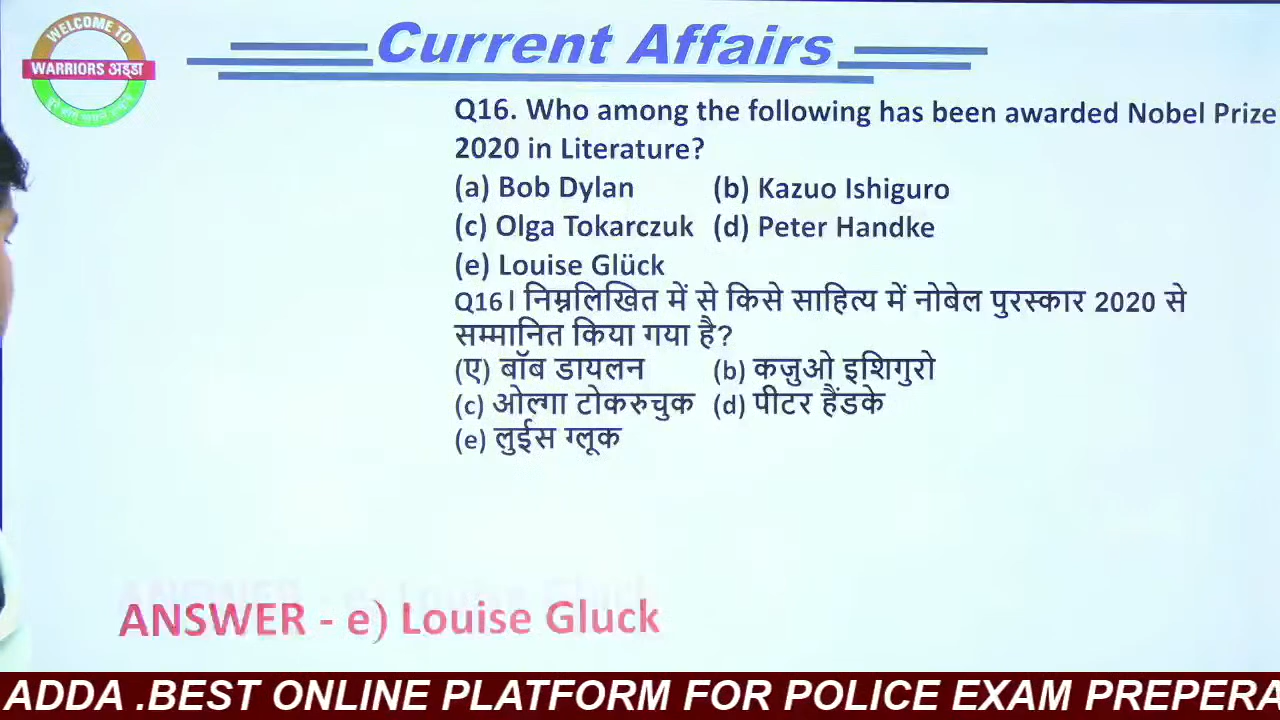 WELCOME TO
WARRIORS अड्डा
Current Affairs
Q16. Who among the following has been awarded Nobel Prize
2020 in Literature?
(a) Bob Dylan (b) Kazuo Ishiguro
(c) Olga Tokarczuk (d) Peter Handke
(e) Louise Glück
Q16। निम्नलिखित में से किसे साहित्य में नोबेल पुरस्कार 2020 से
सम्मानित किया गया है?
(ए) बॉब डायलन (b) कज़ुओ इशिगुरो
(c) ओल्गा टोकरुचुक (d) पीटर हैंडके
(e) लुईस ग्लूक
ANSWER - e) Louise Gluck
ADDA .BEST ONLINE PLATFORM FOR POLICE EXAM PREPERA